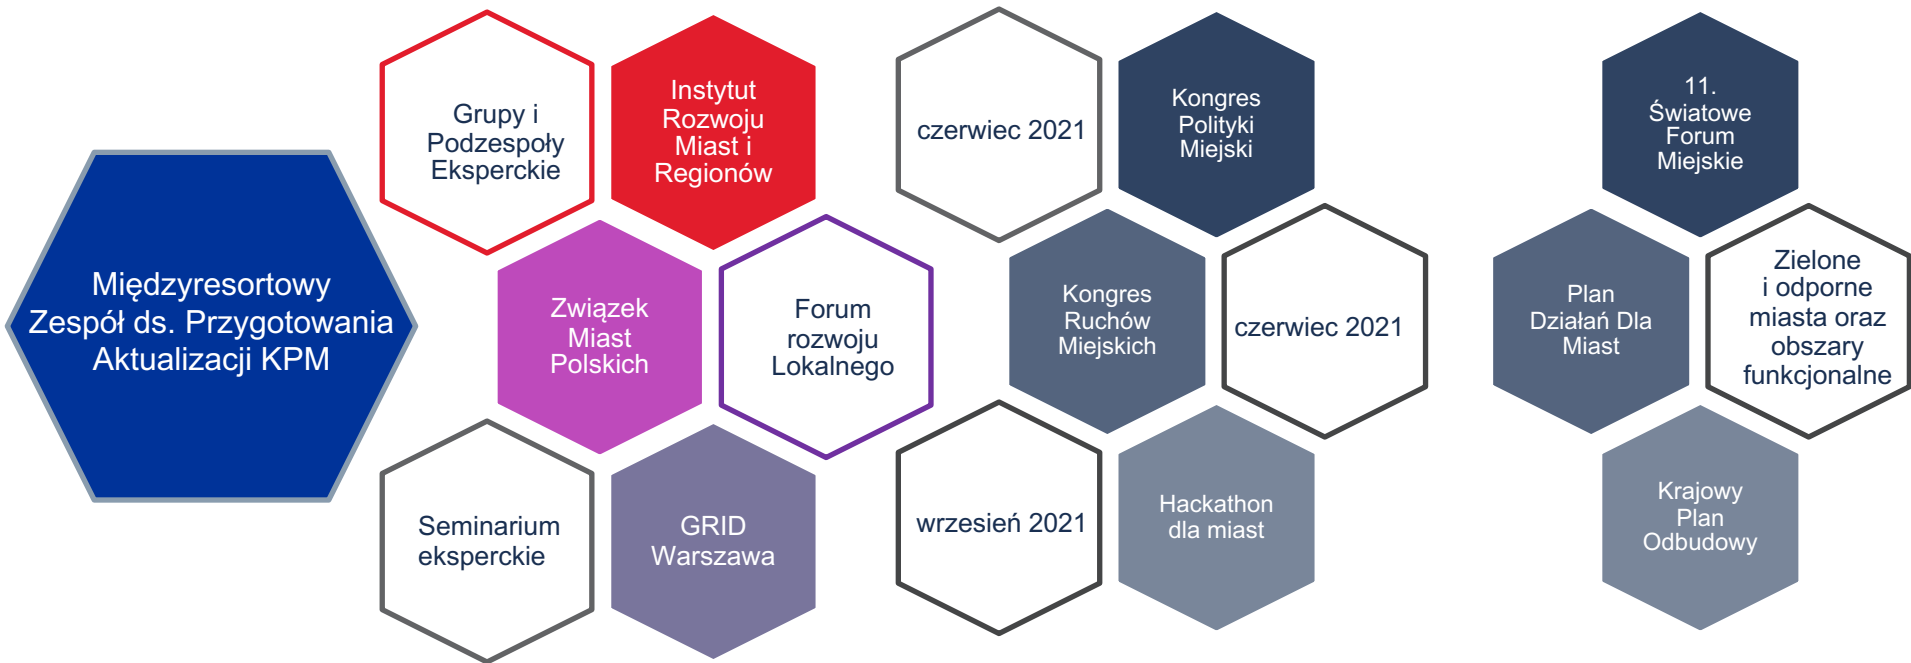 Międzyresortowy
Zespół ds. Przygotowania
Aktualizacji KPM
Grupy i
Podzespoły
Eksperckie
Instytut
Rozwoju
Miast i
Regionów
Związek
Miast
Polskich
Forum
rozwoju
Lokalnego
Seminarium
eksperckie
GRID
Warszawa
czerwiec 2021
Kongres
Polityki
Miejski
Kongres
Ruchów
Miejskich
czerwiec 2021
wrzesień 2021
Hackathon
dla miast
11.
Światowe
Forum
Miejskie
Plan
Działań Dla
Miast
Zielone
i odporne
miasta oraz
obszary
funkcjonalne
Krajowy
Plan
Odbudowy